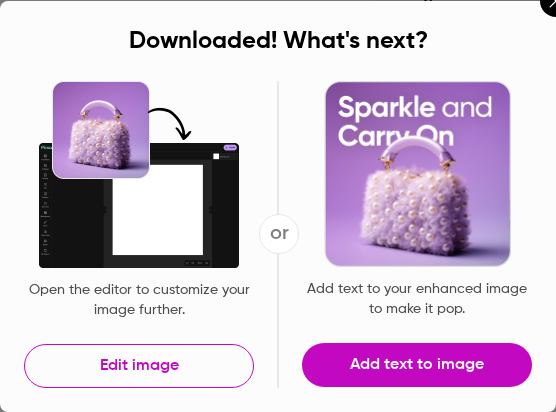 Downloaded! What's next?
Sparkle and
Carry On
or
Open the editor to customize your
image further.
Add text to your enhanced image
to make it pop.
Edit image
Add text to image